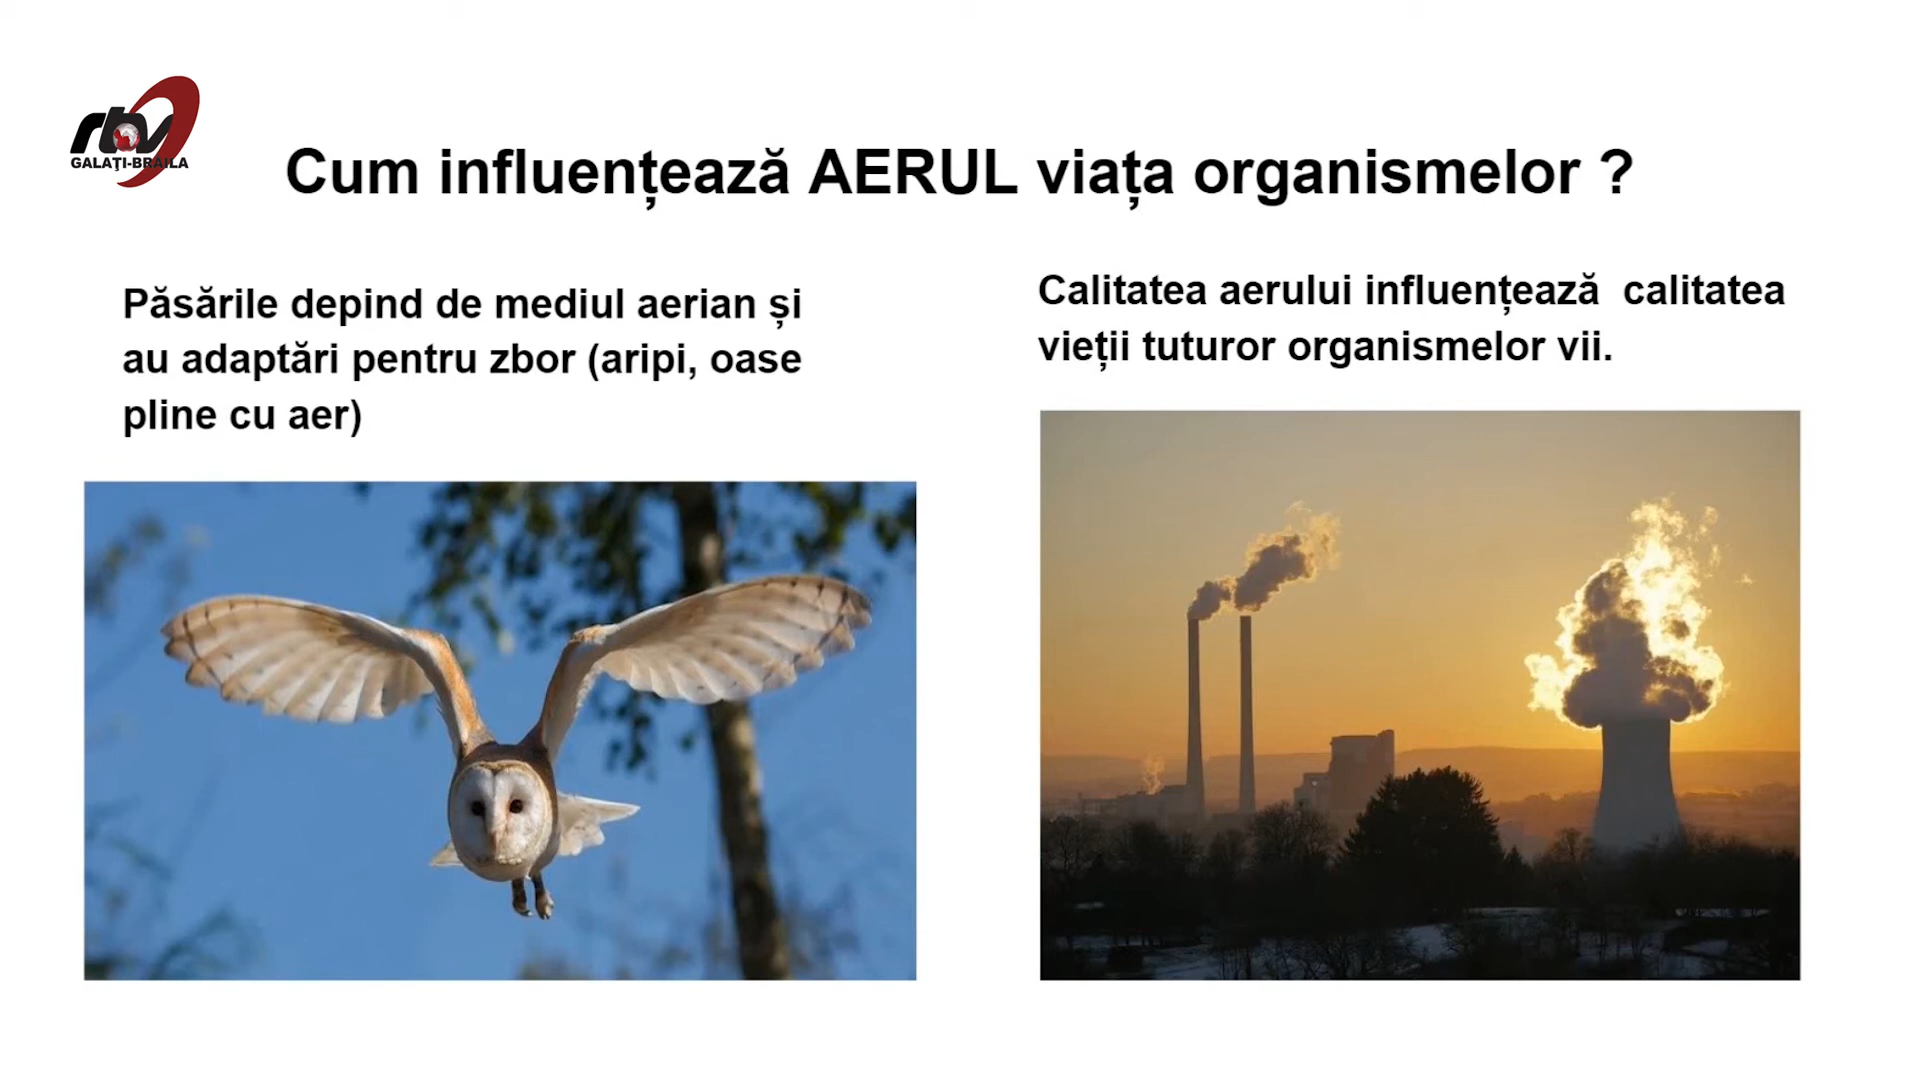 rtv
GALAŢI-BRĂILA
Cum influențează AERUL viața organismelor ?
Păsările depind de mediul aerian și
au adaptări pentru zbor (aripi, oase
pline cu aer)
Calitatea aerului influențează  calitatea
vieții tuturor organismelor vii.